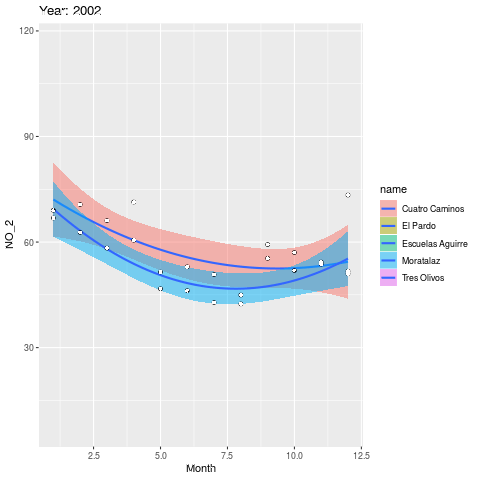 Year: 2002
120
90
60
30
NO_2
2.5 5.0 7.5 10.0 12.5
Month
name
Cuatro Caminos
El Pardo
Escuelas Aguirre
Moratalaz
Tres Olivos